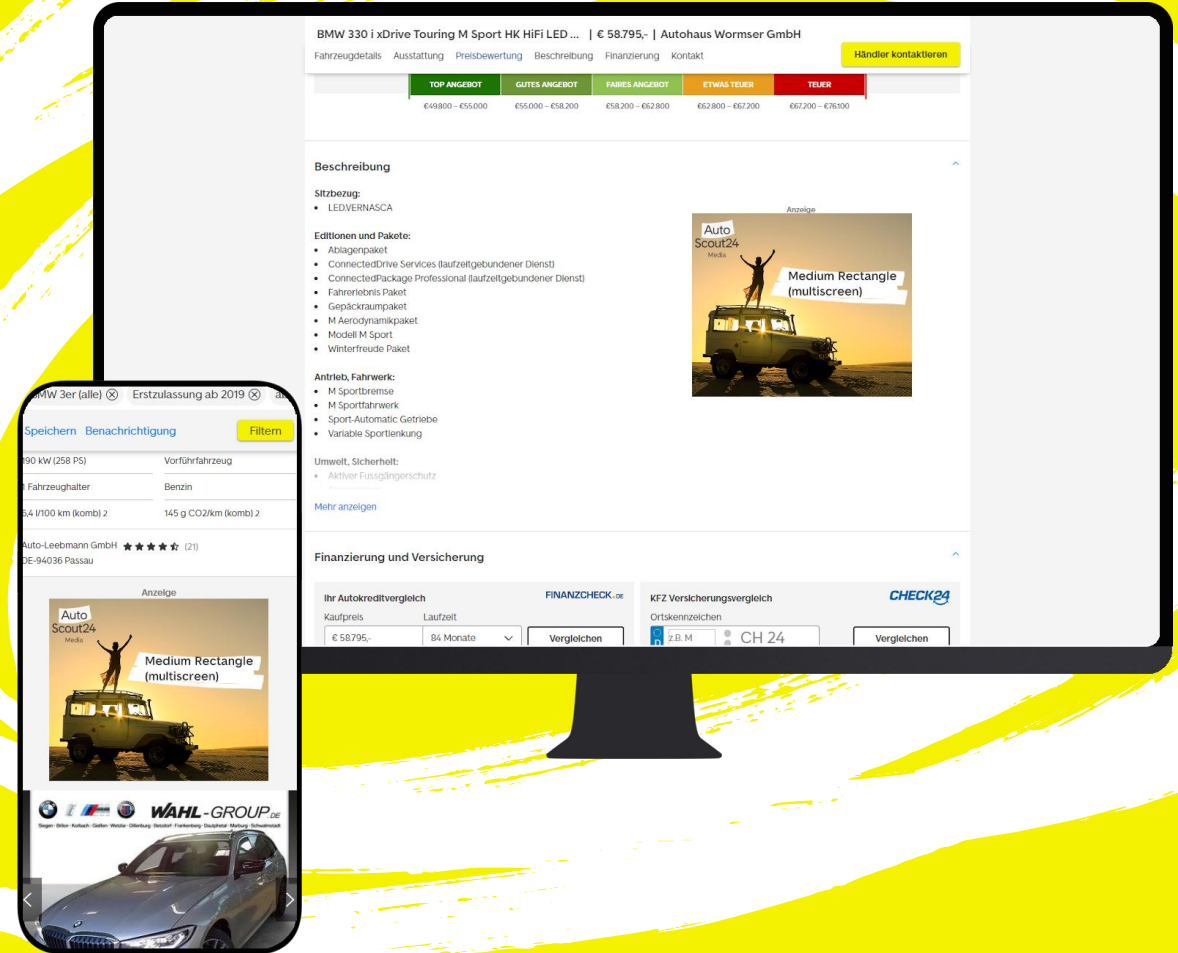 BMW 330 i xDrive Touring M Sport HK HiFi LED ... | € 58.795,- | Autohaus Wormser GmbH
Fahrzeugdetails Ausstattung Preisbewertung Beschreibung Finanzierung Kontakt
Händler kontaktieren
TOP ANGEBOT GUTES ANGEBOT FAIRES ANGEBOT ETWAS TEUER TEUER
€49.800 – €55.000 €55.000 – €58.200 €58.200 – €62.800 €62.800 – €67.200 €67.200 – €76.100
Beschreibung
Sitzbezug:
• LED.VERNASCA
Editionen und Pakete:
• Ablagenpaket
• ConnectedDrive Services (laufzeitgebundener Dienst)
• ConnectedPackage Professional (laufzeitgebundener Dienst)
• Fahrerlebnis Paket
• Gepäckraumpaket
• M Aerodynamikpaket
• Modell M Sport
• Winterfreude Paket
Antrieb, Fahrwerk:
• M Sportbremse
• M Sportfahrwerk
• Sport-Automatic Getriebe
• Variable Sportlenkung
Umwelt, Sicherheit:
• Aktiver Fussgängerschutz
Mehr anzeigen
Anzeige
Auto
Scout24
Media
Medium Rectangle
(multiscreen)
Finanzierung und Versicherung
Ihr Autokreditvergleich FINANZCHECK.DE
Kaufpreis Laufzeit
€ 58.795,- 84 Monate Vergleichen
KFZ Versicherungsvergleich CHECK24
Ortskennzeichen
z.B. M CH 24 Vergleichen
BMW 3er (alle) Erstzulassung ab 2019
Speichern Benachrichtigung Filtern
190 kW (258 PS) Vorführfahrzeug
1 Fahrzeughalter Benzin
6,4 l/100 km (komb) 2 145 g CO2/km (komb) 2
Auto-Leebmann GmbH (21)
DE-94036 Passau
Anzeige
Auto
Scout24
Media
Medium Rectangle
(multiscreen)
WAHL-GROUP.DE